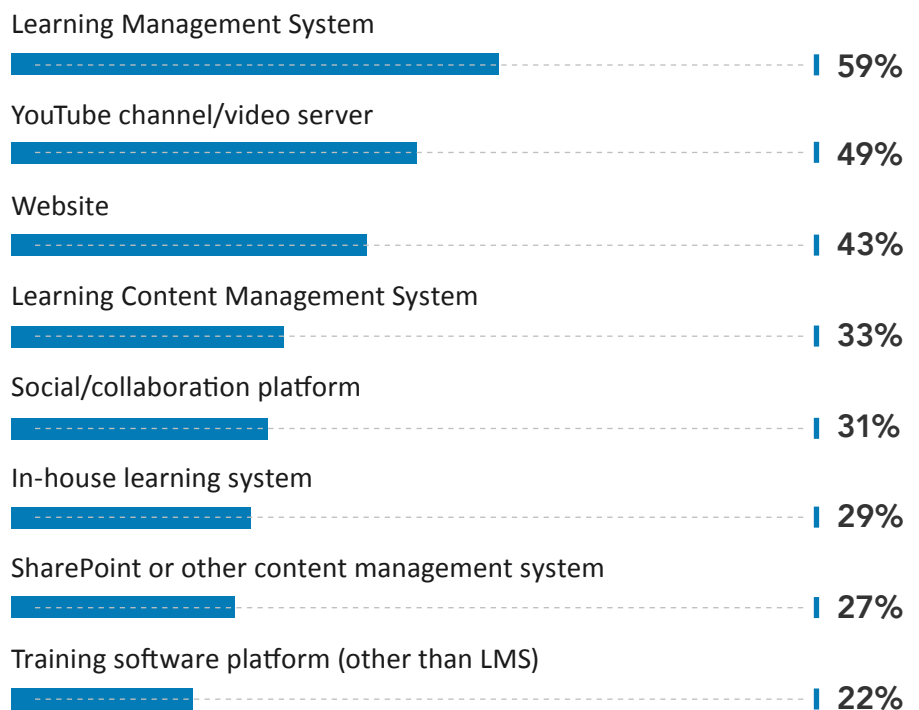 Learning Management System
59%
YouTube channel/video server
49%
Website
43%
Learning Content Management System
33%
Social/collaboration platform
31%
In-house learning system
29%
SharePoint or other content management system
27%
Training software platform (other than LMS)
22%